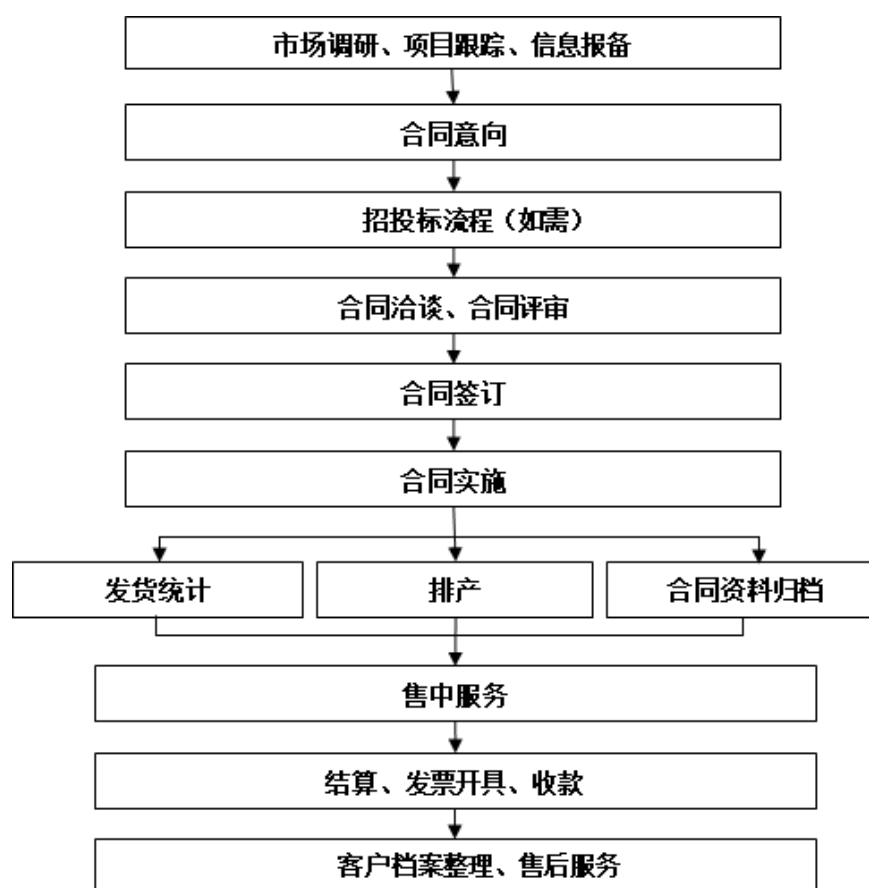 市场调研、项目跟踪、信息报备
合同意向
招投标流程（如需）
合同洽谈、合同评审
合同签订
合同实施
发货统计
排产
合同资料归档
售中服务
结算、发票开具、收款
客户档案整理、售后服务